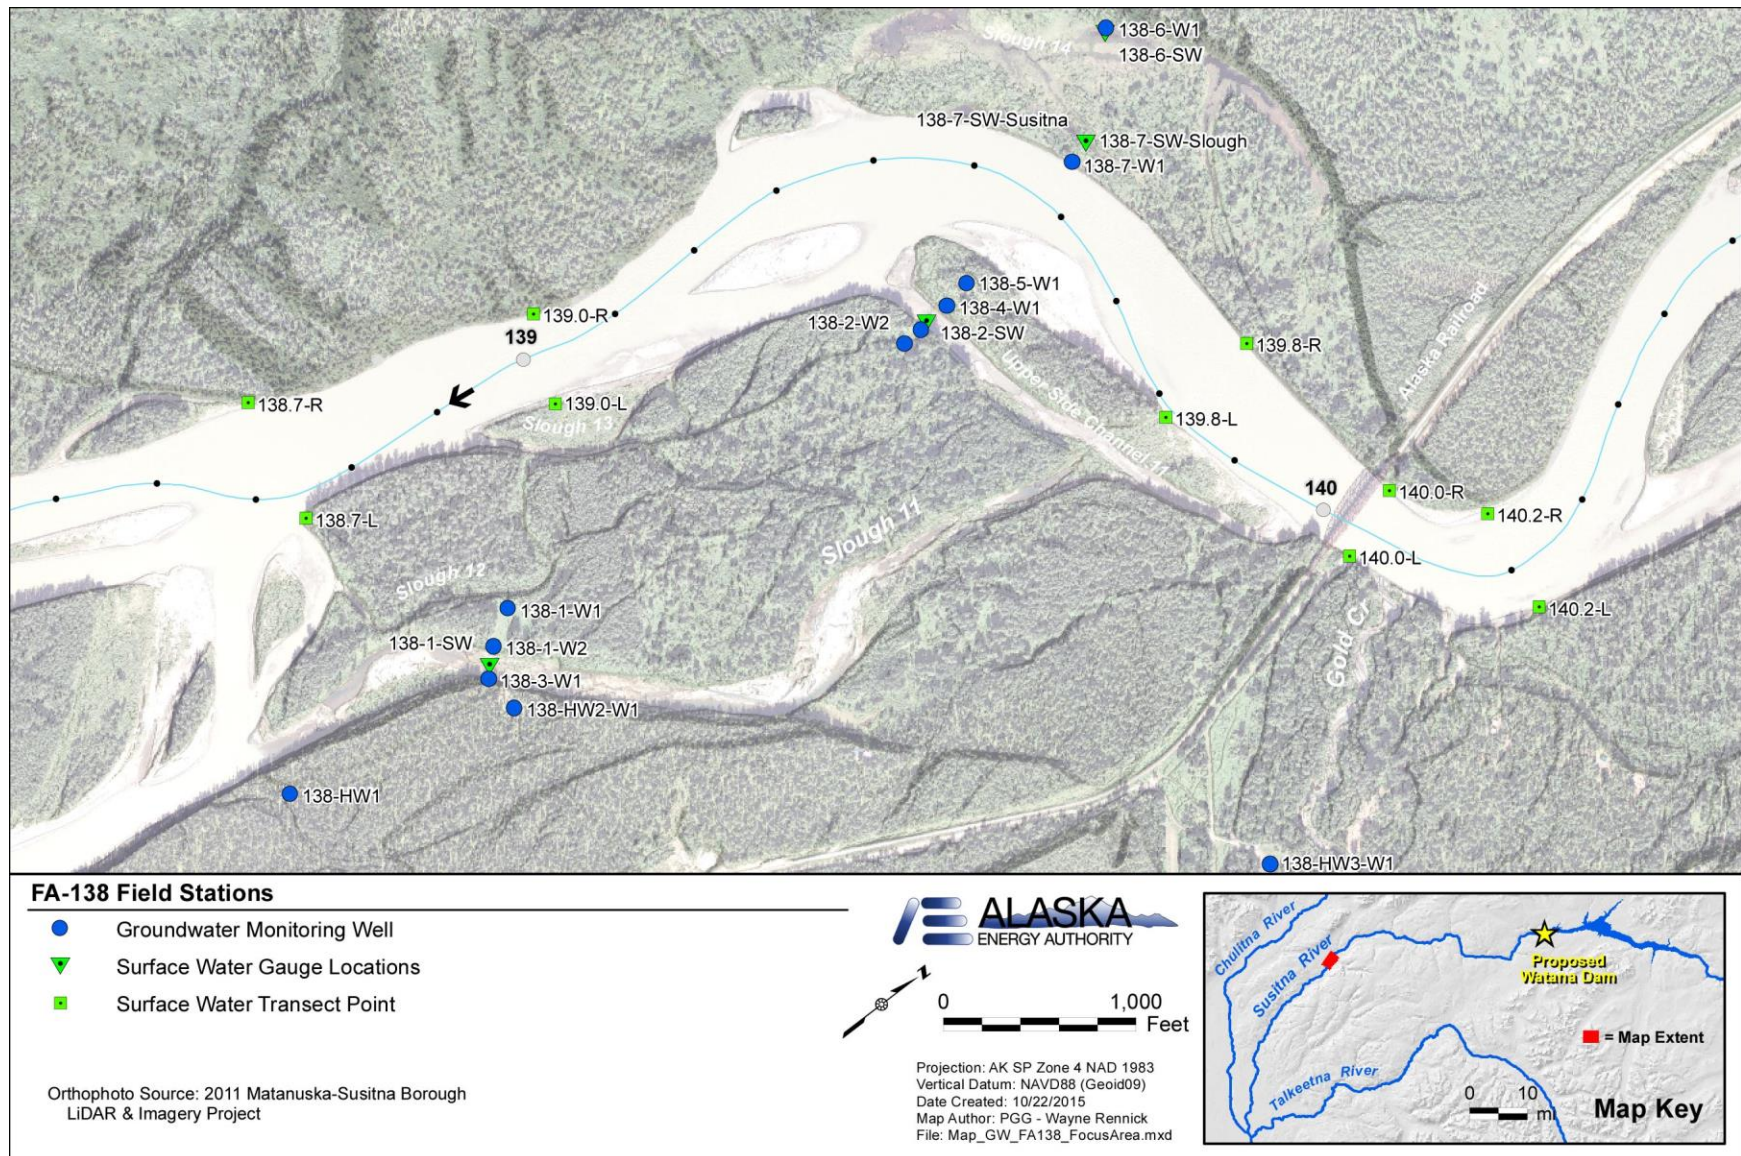 Slough 14
138-6-W1
138-6-SW
138-7-SW-Susitna
138-7-SW-Slough
138-7-W1
138-5-W1
138-4-W1
138-2-W2
138-2-SW
139.0-R
139
139.8-R
Alaska Railroad
138.7-R
139.0-L
Slough 13
Upper Side Channel 11
139.8-L
140
140.0-R
140.2-R
138.7-L
Slough 11
140.0-L
Slough 12
138-1-W1
140.2-L
Gold Cr
138-1-SW
138-1-W2
138-3-W1
138-HW2-W1
138-HW1
138-HW3-W1
FA-138 Field Stations
Groundwater Monitoring Well
Surface Water Gauge Locations
Surface Water Transect Point
Orthophoto Source: 2011 Matanuska-Susitna Borough
LiDAR & Imagery Project
ALASKA
ENERGY AUTHORITY
N
0 1,000
Feet
Projection: AK SP Zone 4 NAD 1983
Vertical Datum: NAVD88 (Geoid09)
Date Created: 10/22/2015
Map Author: PGG - Wayne Rennick
File: Map_GW_FA138_FocusArea.mxd
Chulitna River
Susitna River
Proposed
Watana Dam
= Map Extent
Talkeetna River
0 10
mi
Map Key